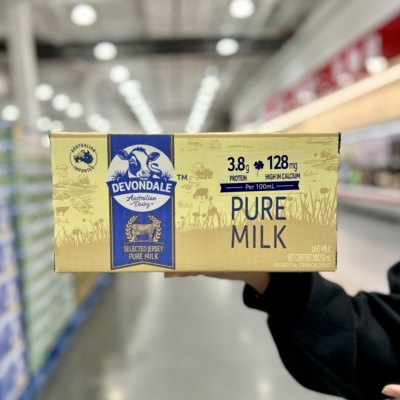 AUSTRALIAN
IMPORTED
DEVONDALE
TM
Australian
Dairy
SELECTED JERSEY
PURE MILK
3.8g
PROTEIN
128mg
HIGH IN CALCIUM
Per 100mL
PURE
MILK
UHT MILK